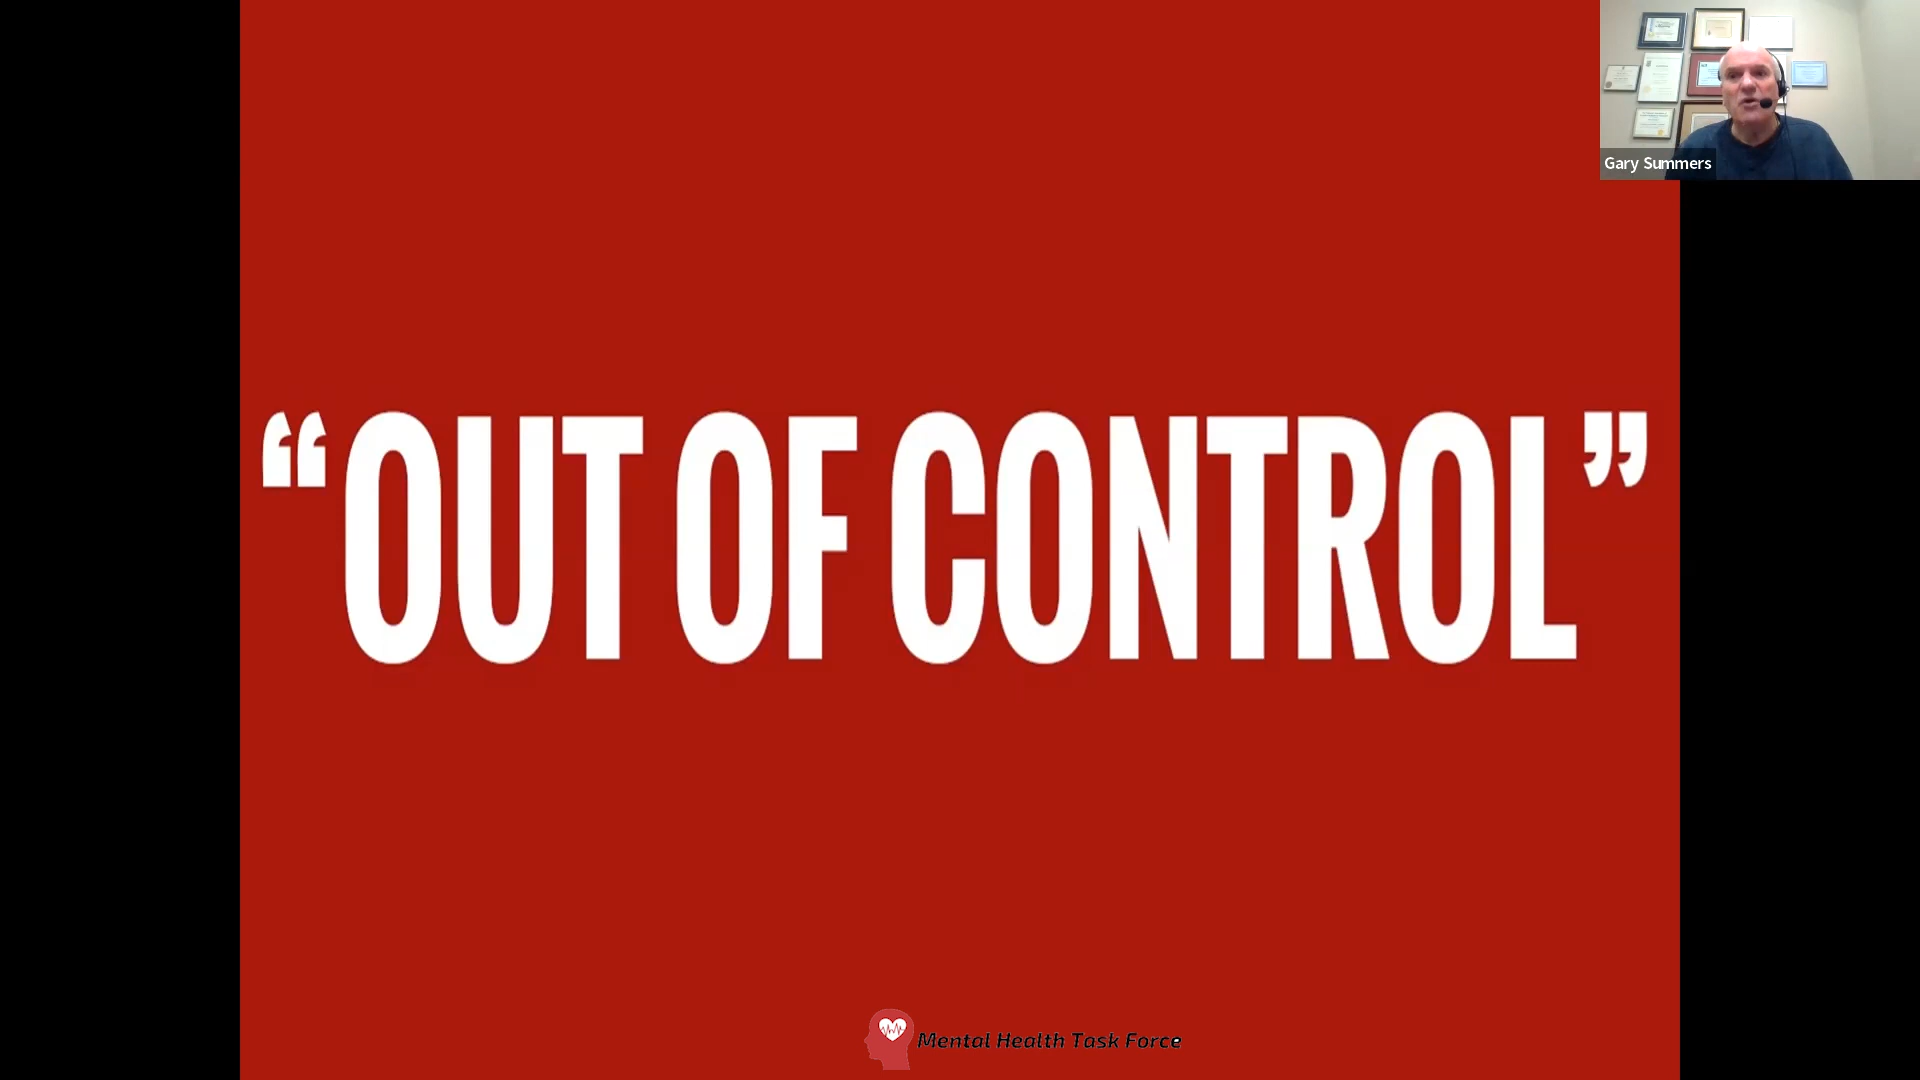 Gary Summers
“OUT OF CONTROL”
Mental Health Task Force